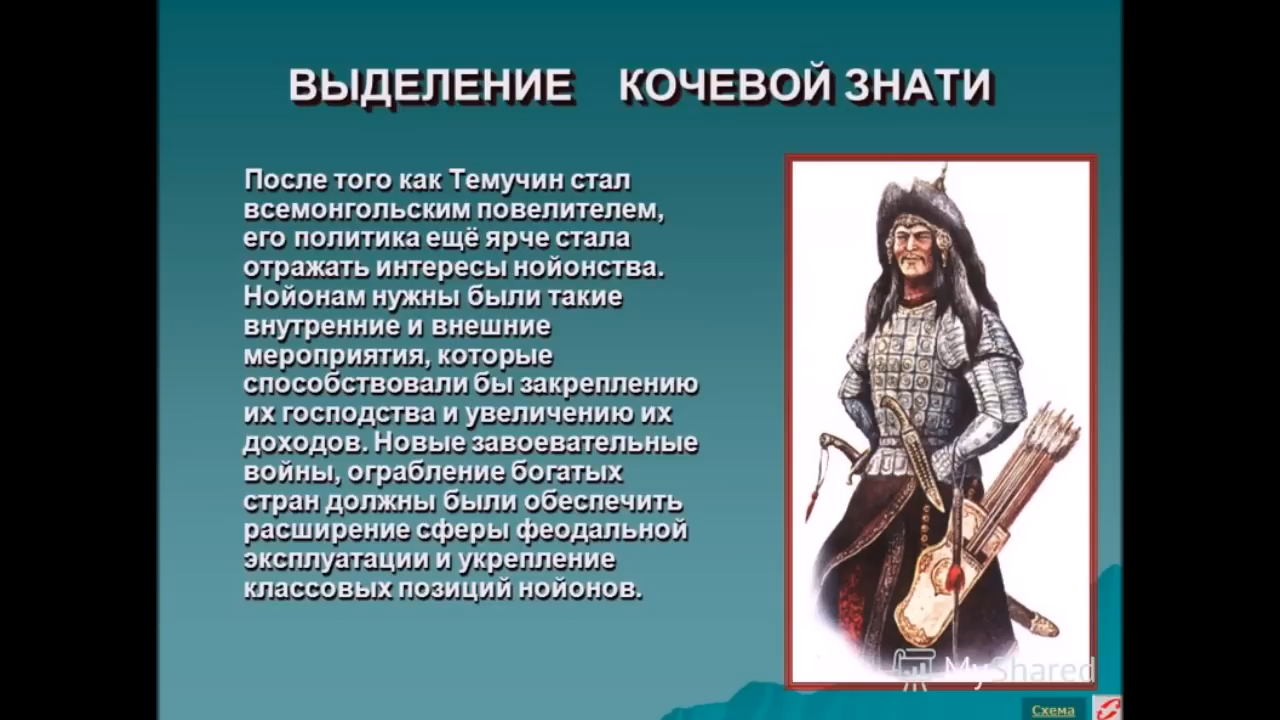 ВЫДЕЛЕНИЕ КОЧЕВОЙ ЗНАТИ
После того как Темучин стал
всемонгольским повелителем,
его политика ещё ярче стала
отражать интересы нойонства.
Нойонам нужны были такие
внутренние и внешние
мероприятия, которые
способствовали бы закреплению
их господства и увеличению их
доходов. Новые завоевательные
войны, ограбление богатых
стран должны были обеспечить
расширение сферы феодальной
эксплуатации и укрепление
классовых позиций нойонов.
MyShared
Схема